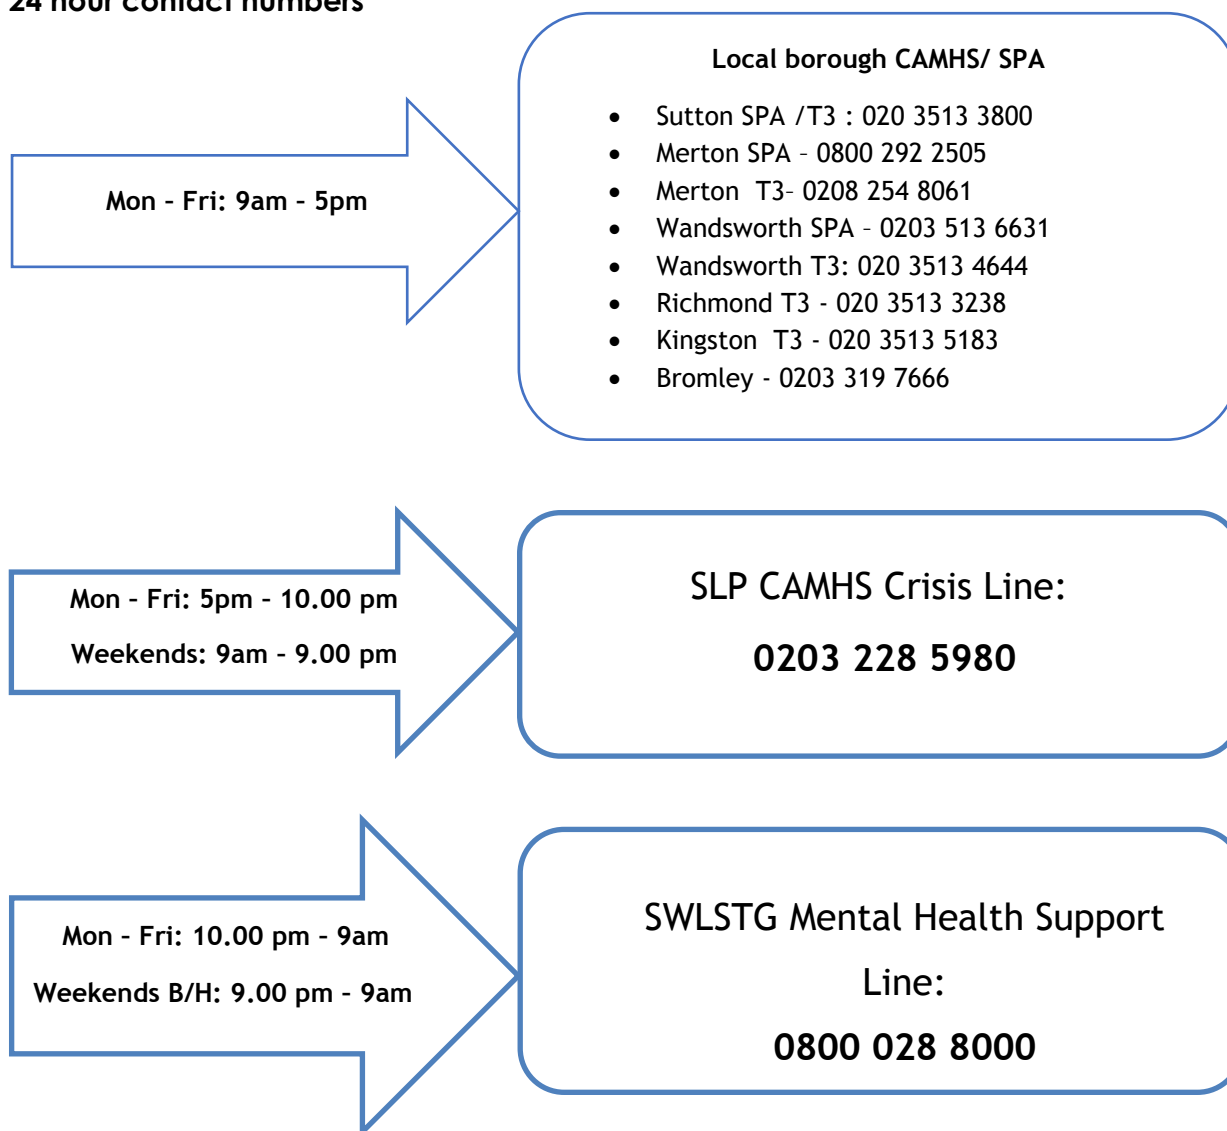 24 hour contact numbers
Local borough CAMHS/ SPA
• Sutton SPA /T3 : 020 3513 3800
• Merton SPA – 0800 292 2505
• Merton  T3– 0208 254 8061
• Wandsworth SPA – 0203 513 6631
• Wandsworth T3: 020 3513 4644
• Richmond T3 - 020 3513 3238
• Kingston  T3 - 020 3513 5183
• Bromley - 0203 319 7666
Mon – Fri: 9am – 5pm
SLP CAMHS Crisis Line:
0203 228 5980
Mon – Fri: 5pm – 10.00 pm
Weekends: 9am – 9.00 pm
SWLSTG Mental Health Support
Line:
0800 028 8000
Mon – Fri: 10.00 pm – 9am
Weekends B/H: 9.00 pm – 9am